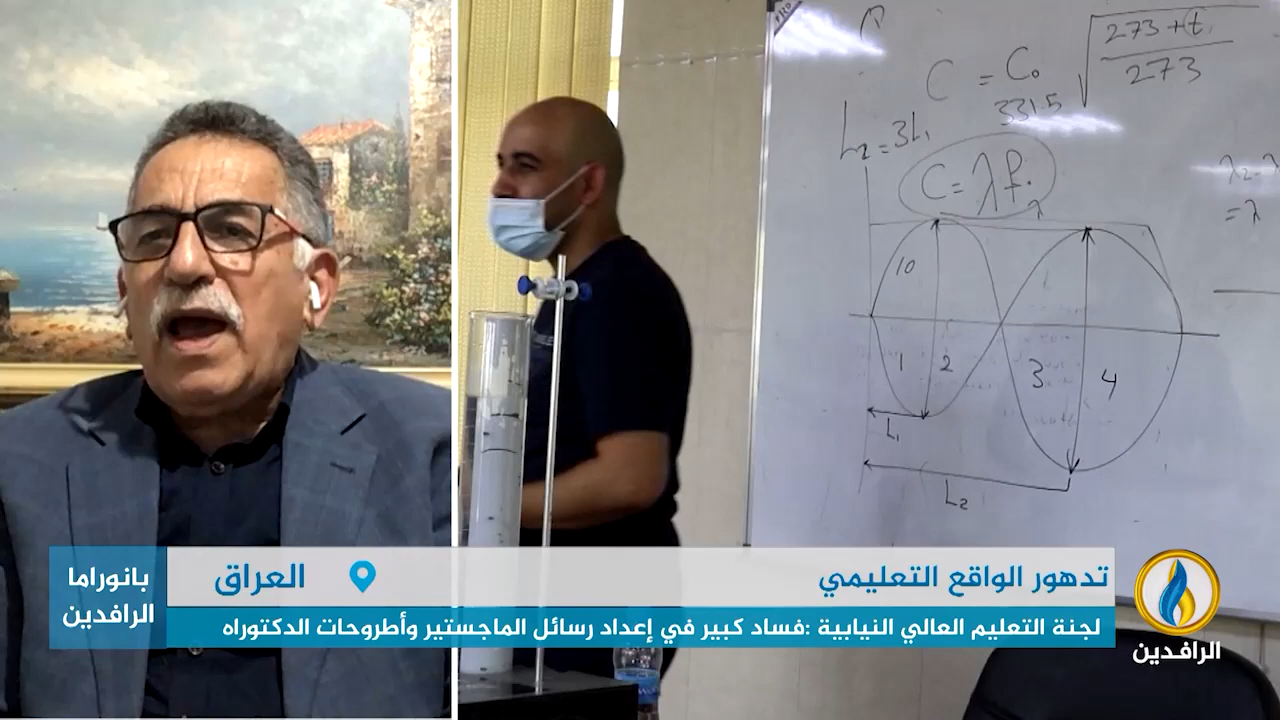 C = C₀ √(273+t / 273)
331.5
L₂=3L₁
C=λf.
λ
10
1
2
3
4
L₁
L₂
تدهور الواقع التعليمي
العراق
لجنة التعليم العالي النيابية :فساد كبير في إعداد رسائل الماجستير وأطروحات الدكتوراه
بانوراما
الرافدين
الرافدين